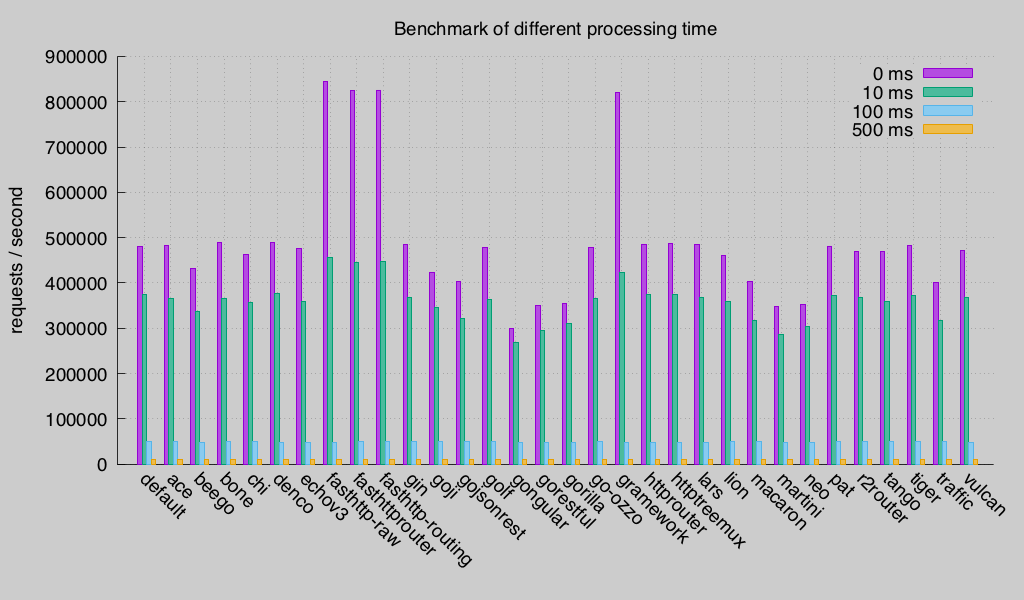 Benchmark of different processing time
requests / second
900000
800000
700000
600000
500000
400000
300000
200000
100000
0
0 ms
10 ms
100 ms
500 ms
default
ace
beego
bone
chi
denco
echov3
fasthttp-raw
fasthttprouter
fasthttp-routing
gin
goji
gojsonrest
golf
gongular
gorestful
gorilla
go-ozzo
gramework
httprouter
httptreemux
lars
lion
macaron
martini
neo
pat
r2router
tango
tiger
traffic
vulcan